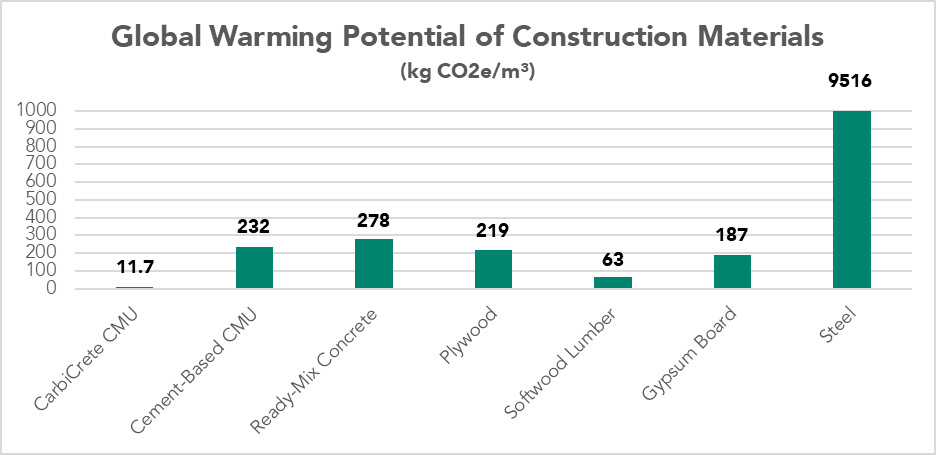 Global Warming Potential of Construction Materials
(kg CO2e/m³)
9516
1000
900
800
700
600
500
400
300
200
100
0
11.7
232
278
219
63
187
CarbiCrete CMU
Cement-Based CMU
Ready-Mix Concrete
Plywood
Softwood Lumber
Gypsum Board
Steel